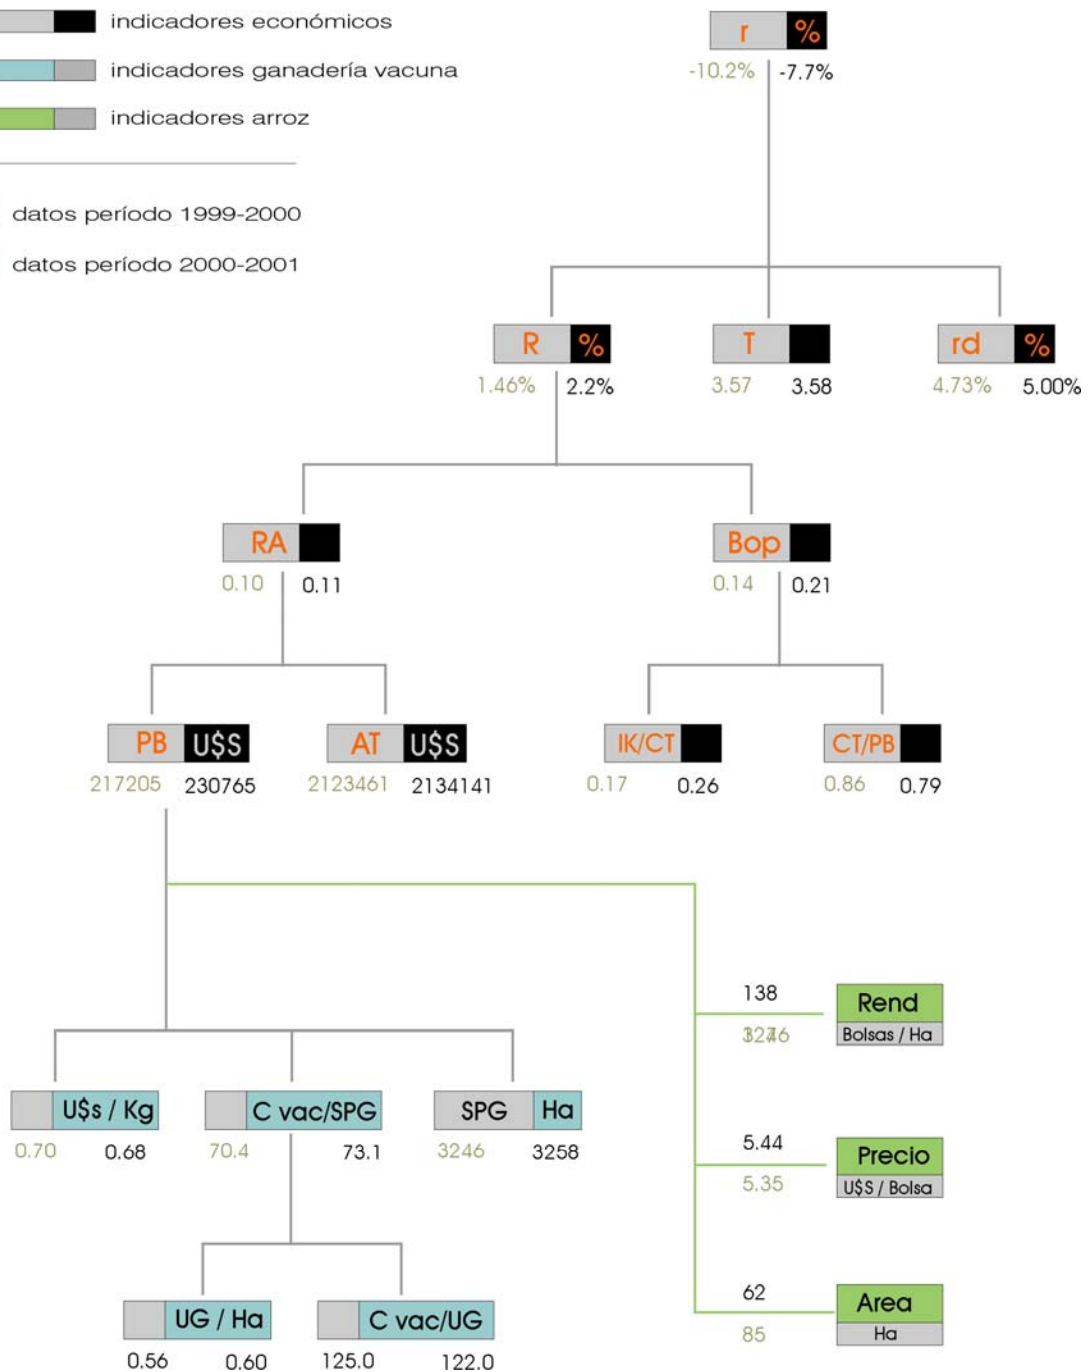 indicadores económicos
indicadores ganadería vacuna
indicadores arroz
datos período 1999-2000
datos período 2000-2001
r %
-10.2% -7.7%
R % T rd %
1.46% 2.2% 3.57 3.58 4.73% 5.00%
RA Bop
0.10 0.11 0.14 0.21
PB U$S AT U$S IK/CT CT/PB
217205 230765 2123461 2134141 0.17 0.26 0.86 0.79
138 Rend
Bolsas / Ha
U$s / Kg C vac/SPG SPG Ha
0.70 0.68 70.4 73.1 3246 3258
5.44 Precio
5.35 U$S / Bolsa
62 Area
85 Ha
UG / Ha C vac/UG
0.56 0.60 125.0 122.0